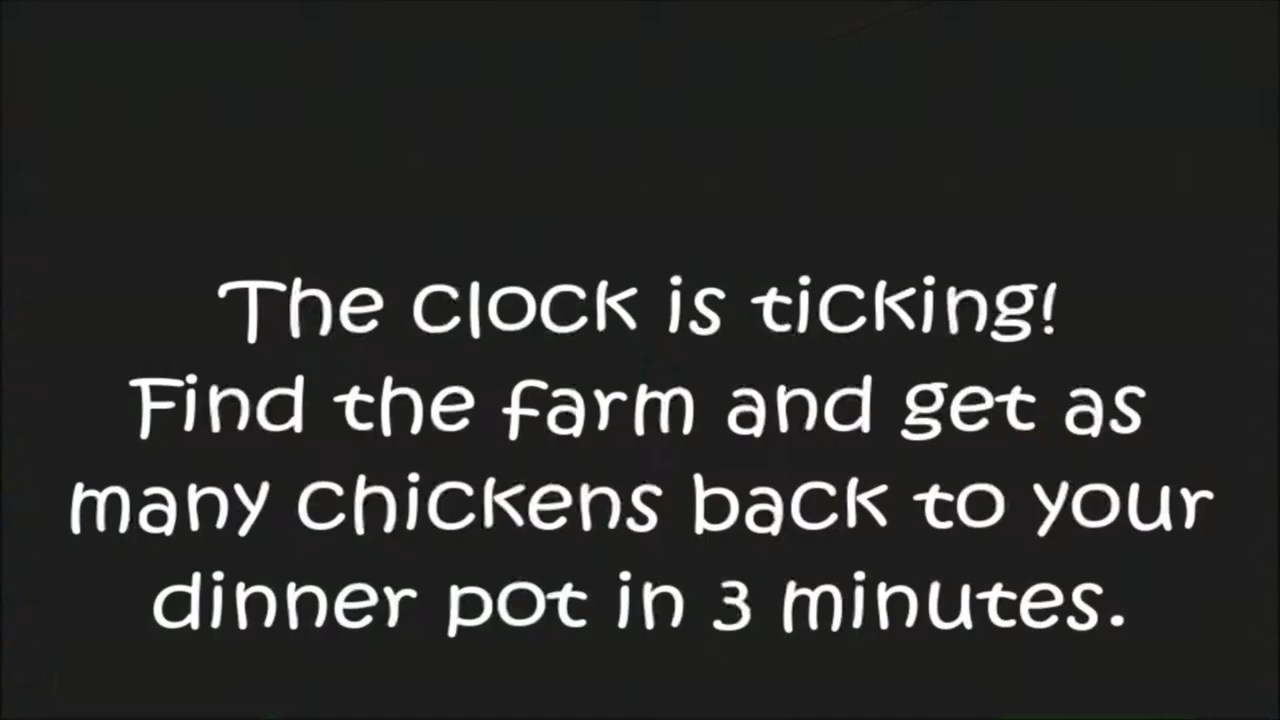 The clock is ticking!
Find the farm and get as
many chickens back to your
dinner pot in 3 minutes.